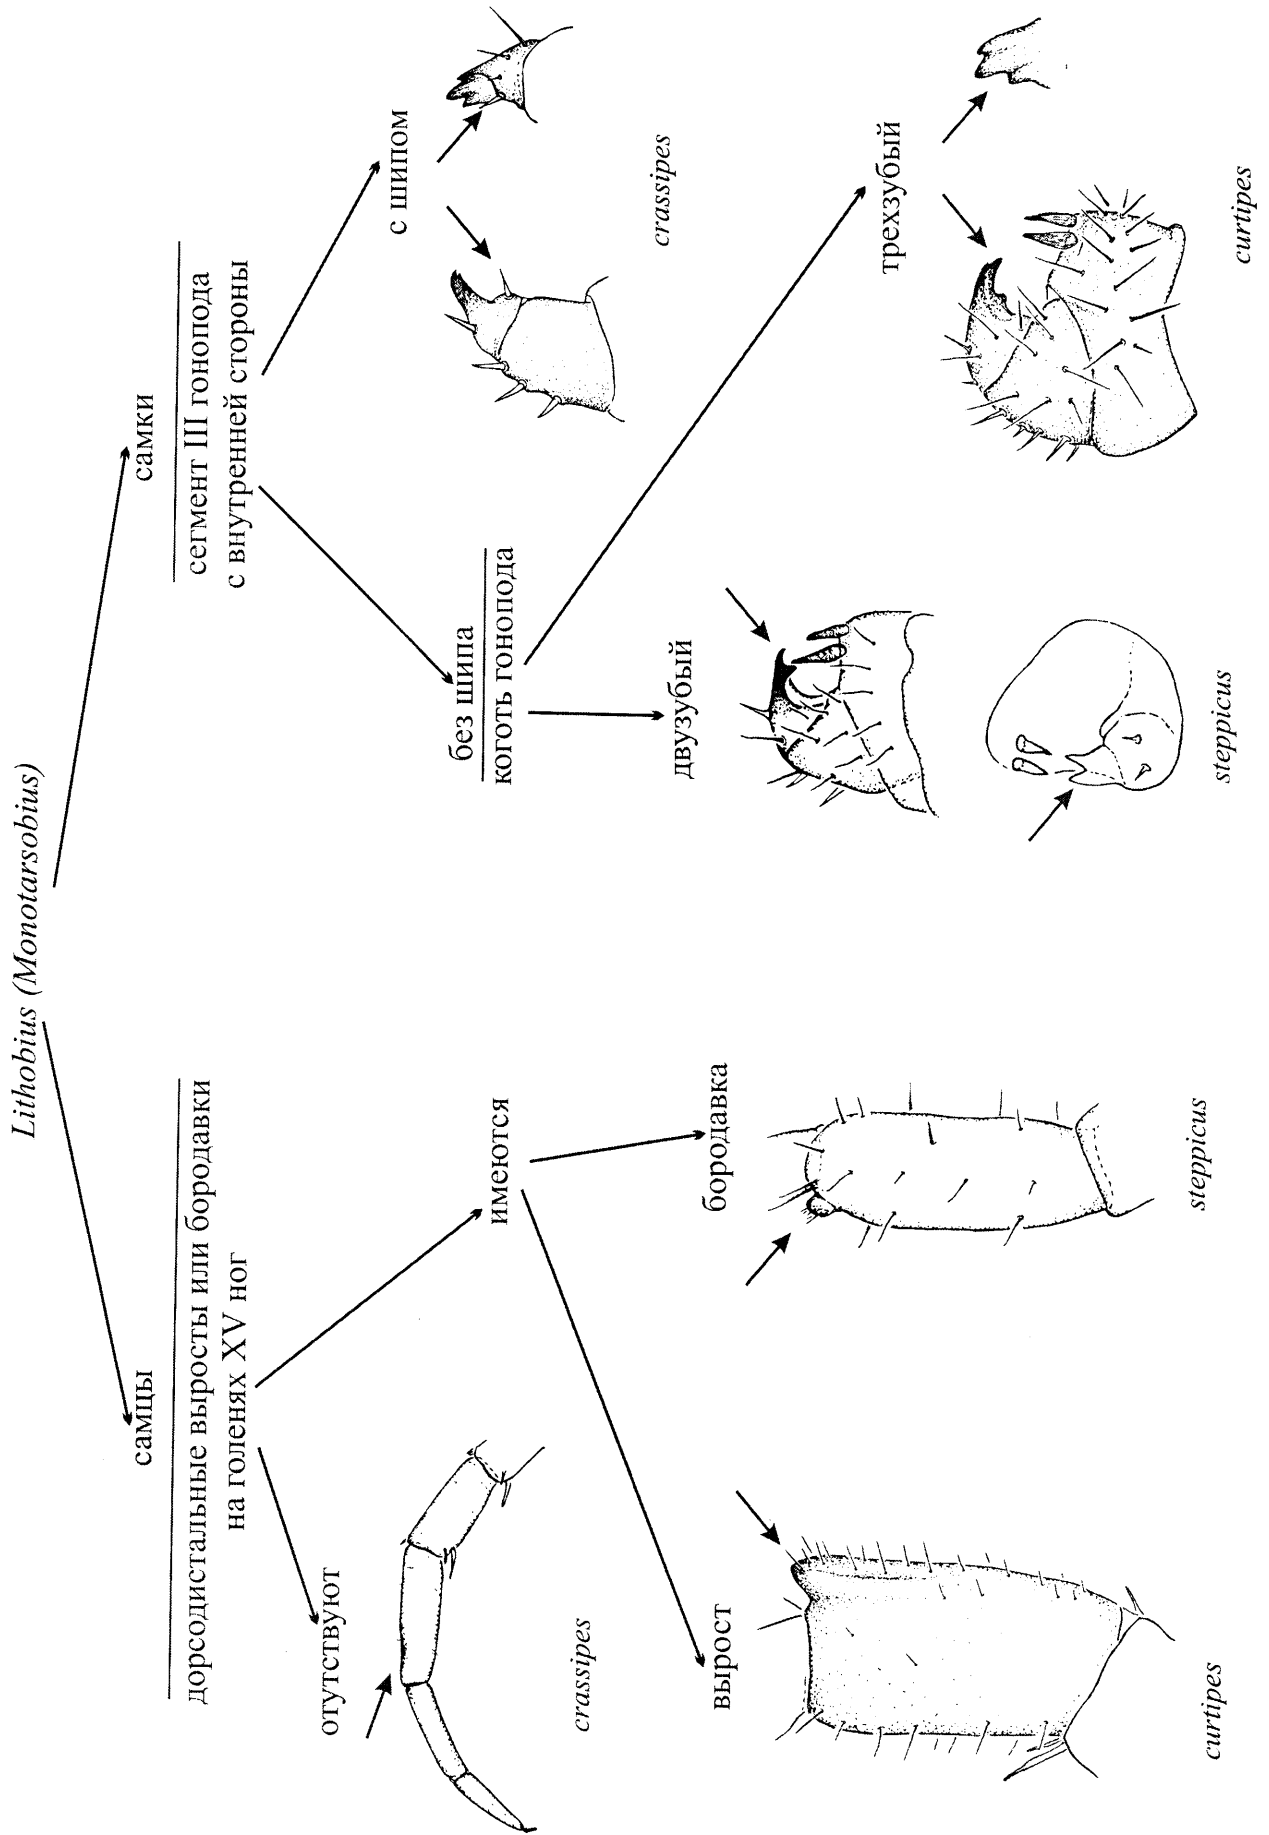 Lithobius (Monotarsobius)
самцы
дорсодистальные выросты или бородавки
на голенях XV ног
отутствуют
crassipes
имеются
вырост
curtipes
бородавка
steppicus
самки
сегмент III гонопода
с внутренней стороны
без шипа
коготь гонопода
двузубый
steppicus
с шипом
crassipes
трехзубый
curtipes